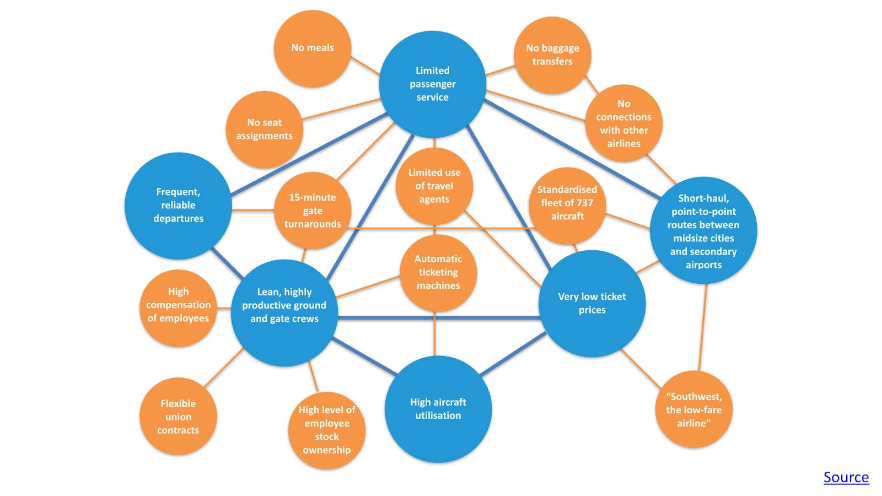 No meals
Limited
passenger
service
No baggage
transfers
No seat
assignments
No
connections
with other
airlines
Frequent,
reliable
departures
15-minute
gate
turnarounds
Limited use
of travel
agents
Standardised
fleet of 737
aircraft
Short-haul,
point-to-point
routes between
midsize cities
and secondary
airports
High
compensation
of employees
Lean, highly
productive ground
and gate crews
Automatic
ticketing
machines
Very low ticket
prices
Flexible
union
contracts
High level of
employee
stock
ownership
High aircraft
utilisation
“Southwest,
the low-fare
airline”
Source